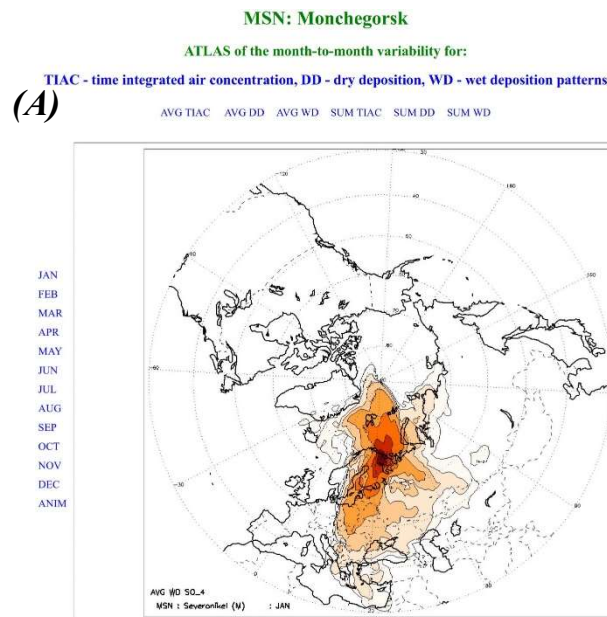 MSN: Monchegorsk
ATLAS of the month-to-month variability for:
TIAC - time integrated air concentration, DD - dry deposition, WD - wet deposition patterns
(A)
AVG TIAC AVG DD AVG WD SUM TIAC SUM DD SUM WD
JAN
FEB
MAR
APR
MAY
JUN
JUL
AUG
SEP
OCT
NOV
DEC
ANIM
AVG WD SO_4
MSN : Severonikel (M) : JAN